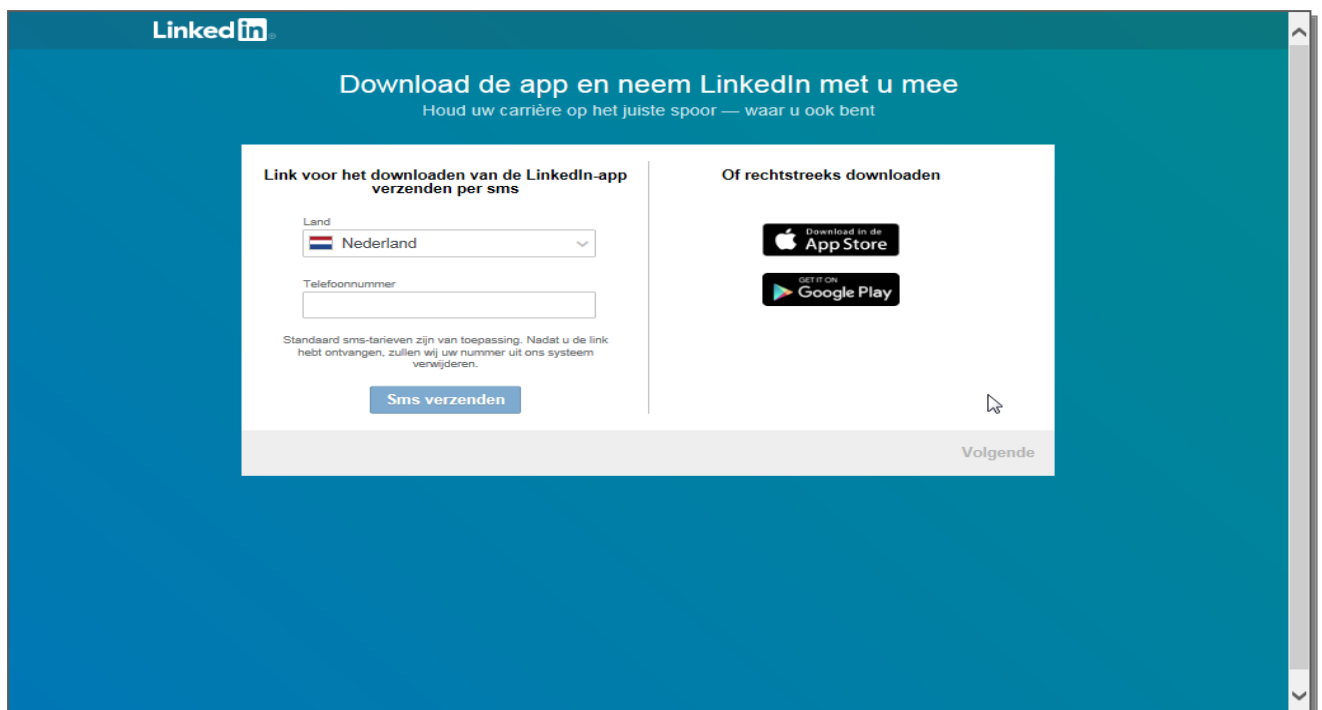 Linked in
Download de app en neem LinkedIn met u mee
Houd uw carrière op het juiste spoor — waar u ook bent
Link voor het downloaden van de LinkedIn-app
verzenden per sms
Land
Nederland
Telefoonnummer
Standaard sms-tarieven zijn van toepassing. Nadat u de link
hebt ontvangen, zullen wij uw nummer uit ons systeem
verwijderen.
Sms verzenden
Of rechtstreeks downloaden
Download in de
App Store
GET IT ON
Google Play
Volgende